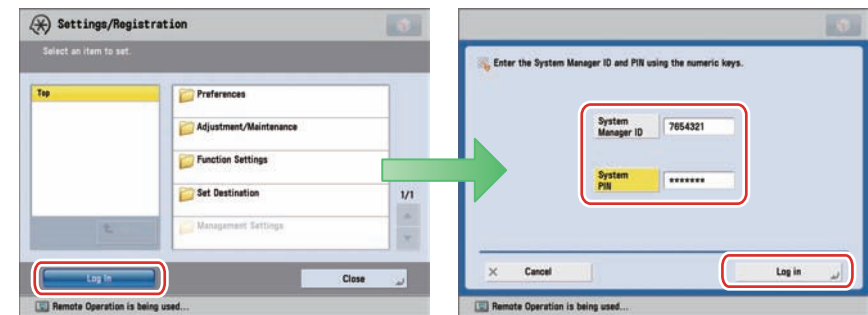 Settings/Registration
Select an item to set.
Top
Preferences
Adjustment/Maintenance
Function Settings
Set Destination
Management Settings
1/1
Log In
Close
Remote Operation is being used...
Enter the System Manager ID and PIN using the numeric keys.
System
Manager ID
7654321
System
PIN
*******
Cancel
Log in
Remote Operation is being used...